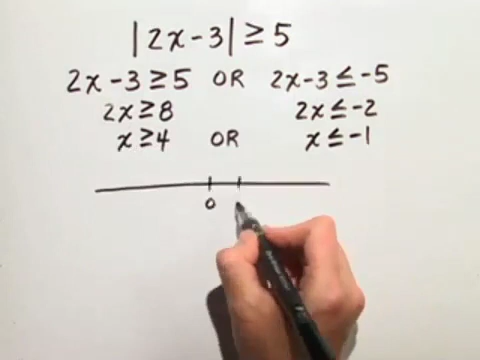 |2x-3| ≥ 5
2x-3 ≥ 5 OR 2x-3 ≤ -5
2x ≥ 8 2x ≤ -2
x ≥ 4 OR x ≤ -1
0